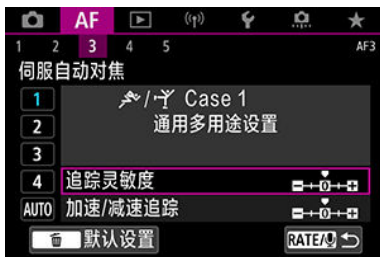 AF
1 2 3 4 5 AF3
伺服自动对焦
1
Case 1
2
通用多用途设置
3
4 追踪灵敏度
0
AUTO 加速/减速追踪
0
默认设置 RATE/